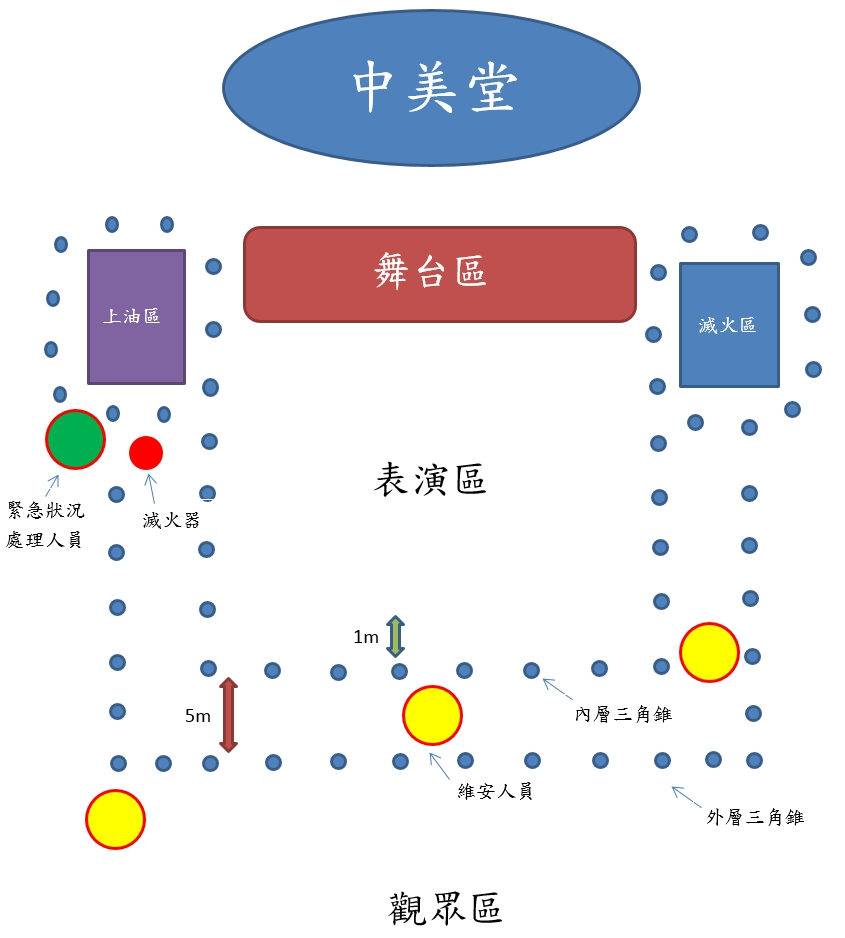 中美堂
舞台區
上油區
滅火區
表演區
緊急狀況
處理人員
滅火器
1m
5m
內層三角錐
維安人員
外層三角錐
觀眾區